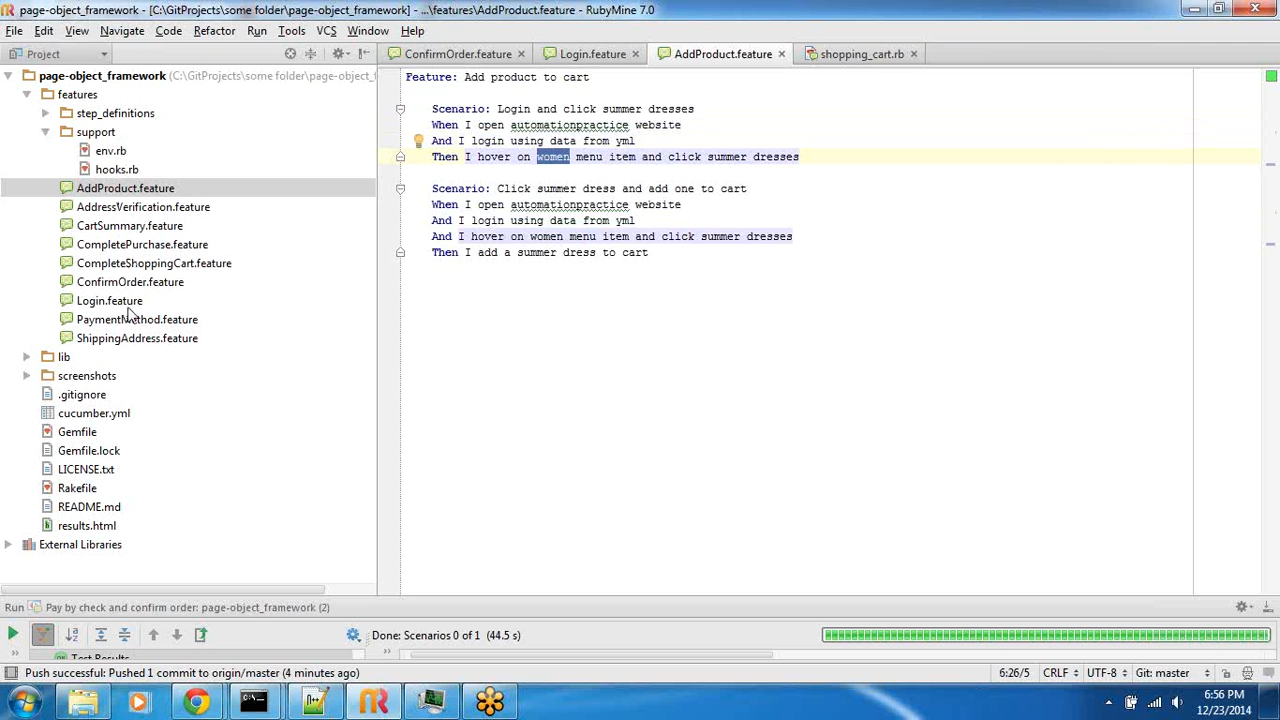 page-object_framework - [C:\GitProjects\some folder\page-object_framework] - ...\features\AddProduct.feature - RubyMine 7.0
File Edit View Navigate Code Refactor Run Tools VCS Window Help
Project
ConfirmOrder.feature Login.feature AddProduct.feature shopping_cart.rb
page-object_framework (C:\GitProjects\some folder\page-object_f
features
step_definitions
support
env.rb
hooks.rb
AddProduct.feature
AddressVerification.feature
CartSummary.feature
CompletePurchase.feature
CompleteShoppingCart.feature
ConfirmOrder.feature
Login.feature
PaymentMethod.feature
ShippingAddress.feature
lib
screenshots
.gitignore
cucumber.yml
Gemfile
Gemfile.lock
LICENSE.txt
Rakefile
README.md
results.html
External Libraries
Feature: Add product to cart
Scenario: Login and click summer dresses
When I open automationpractice website
And I login using data from yml
Then I hover on women menu item and click summer dresses
Scenario: Click summer dress and add one to cart
When I open automationpractice website
And I login using data from yml
And I hover on women menu item and click summer dresses
Then I add a summer dress to cart
Run Pay by check and confirm order: page-object_framework (2)
Done: Scenarios 0 of 1 (44.5 s)
Test Results
Push successful: Pushed 1 commit to origin/master (4 minutes ago)
6:26/5 CRLF UTF-8 Git: master
6:56 PM
12/23/2014